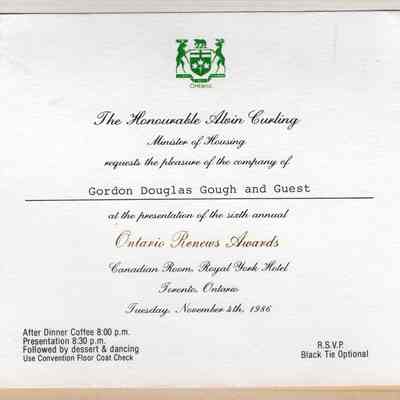 ONTARIO
The Honourable Alvin Curling
Minister of Housing
requests the pleasure of the company of
Gordon Douglas Gough and Guest
at the presentation of the sixth annual
Ontario Renews Awards
Canadian Room, Royal York Hotel
Toronto, Ontario
Tuesday, November 4th, 1986
After Dinner Coffee 8:00 p.m.
Presentation 8:30 p.m.
Followed by dessert & dancing
Use Convention Floor Coat Check
R.S.V.P.
Black Tie Optional